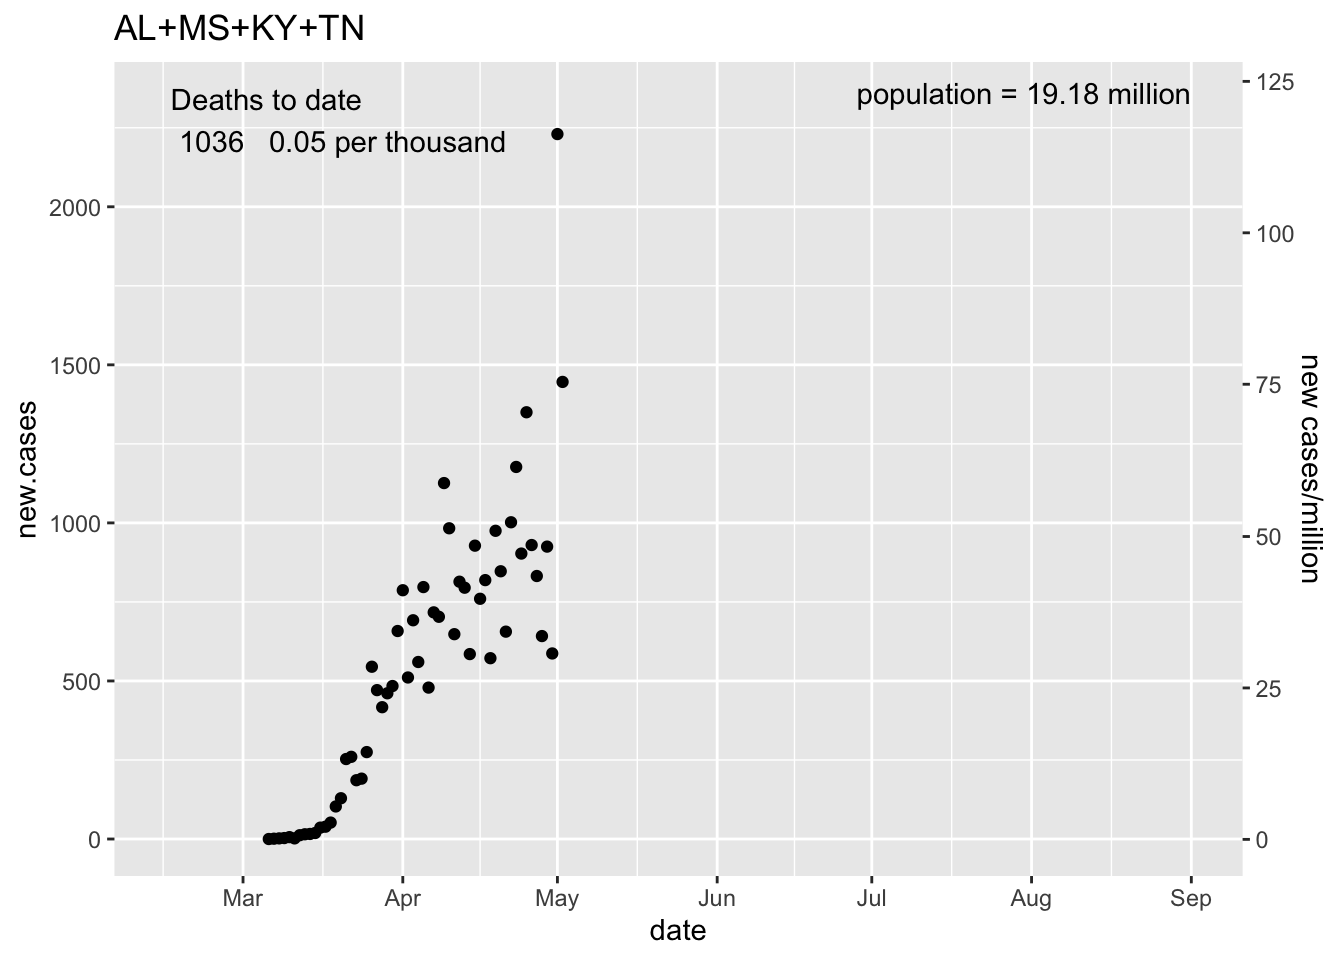 AL+MS+KY+TN
Deaths to date
1036 0.05 per thousand
population = 19.18 million
2000
1500
1000
500
0
new.cases
125
100
75
50
25
0
new cases/million
Mar Apr May Jun Jul Aug Sep
date